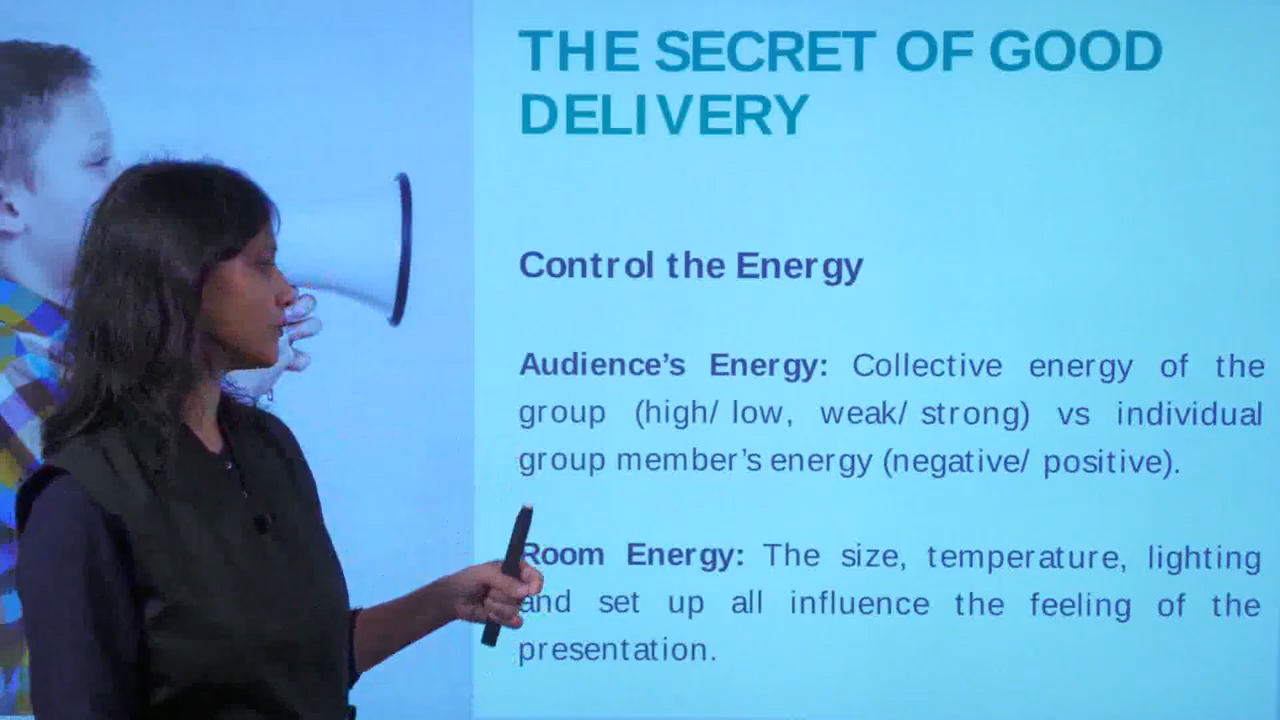 THE SECRET OF GOOD
DELIVERY
Control the Energy
Audience’s Energy: Collective energy of the
group (high/ low, weak/ strong) vs individual
group member’s energy (negative/ positive).
Room Energy: The size, temperature, lighting
and set up all influence the feeling of the
presentation.